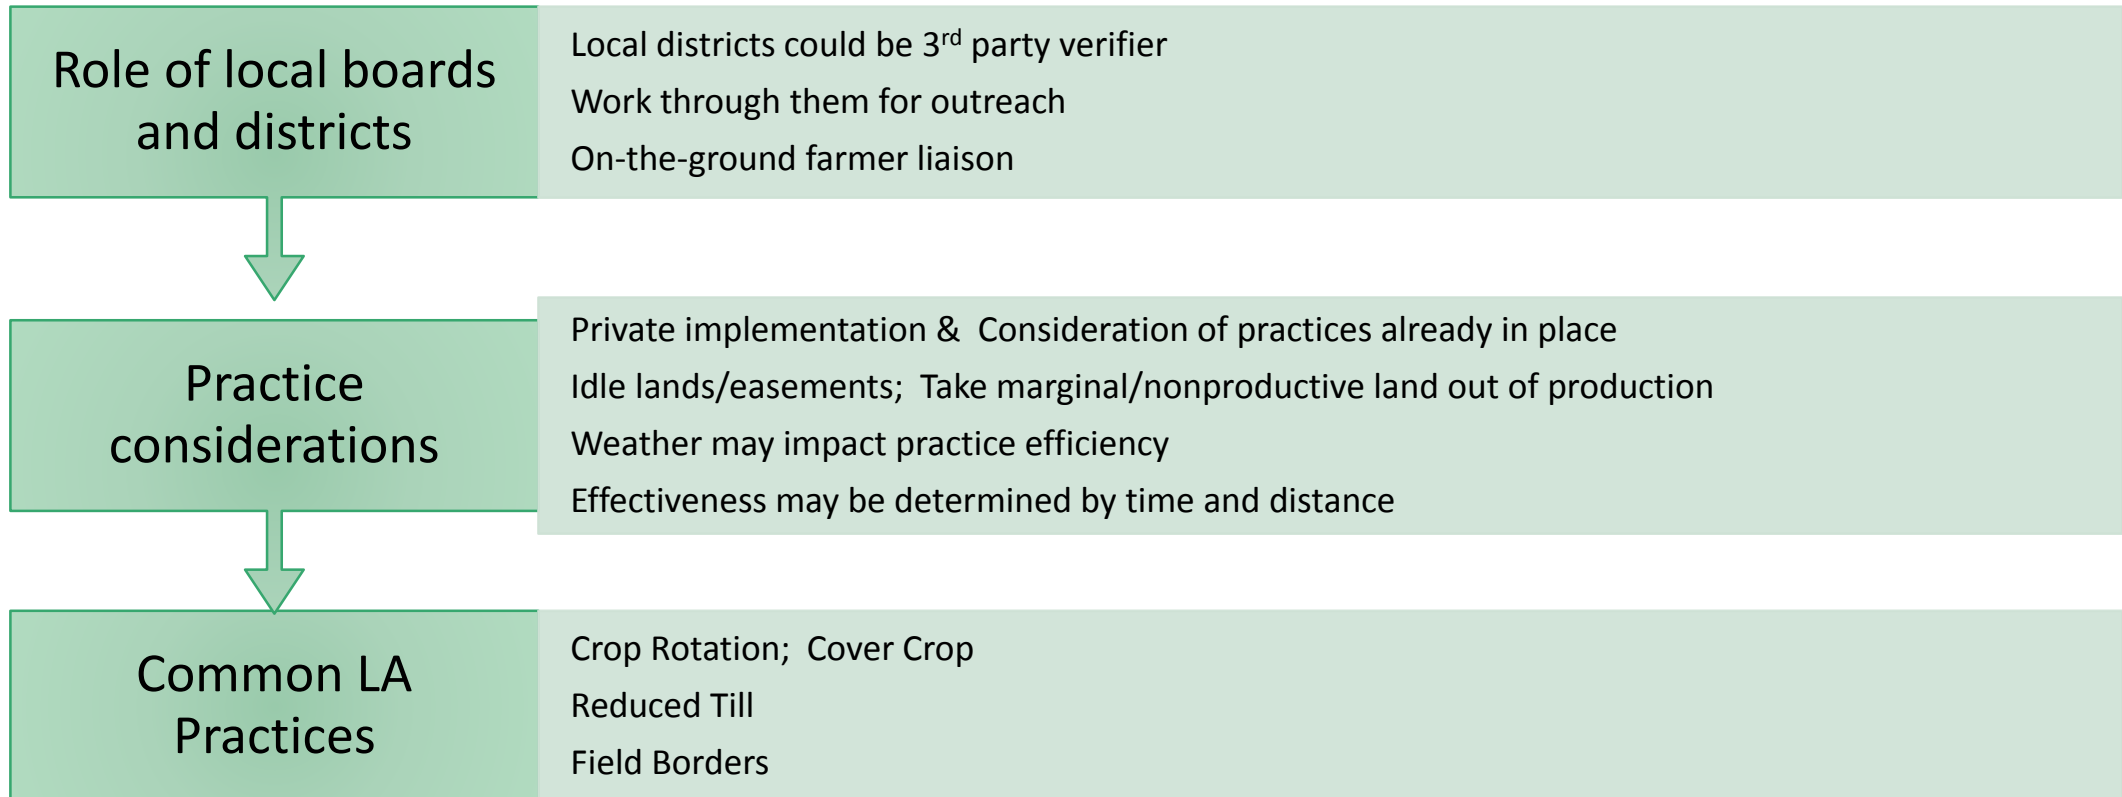 Role of local boards
and districts
Local districts could be 3rd party verifier
Work through them for outreach
On-the-ground farmer liaison
Practice
considerations
Private implementation & Consideration of practices already in place
Idle lands/easements; Take marginal/nonproductive land out of production
Weather may impact practice efficiency
Effectiveness may be determined by time and distance
Common LA
Practices
Crop Rotation; Cover Crop
Reduced Till
Field Borders